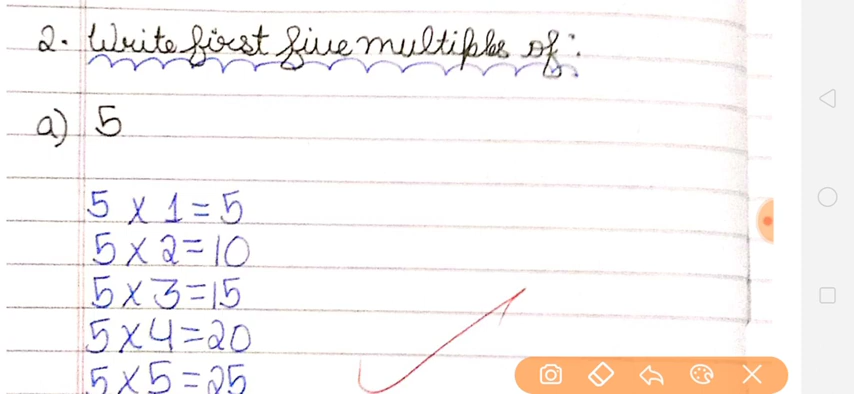 2. Write first five multiples of:
a) 5
5 x 1 = 5
5 x 2 = 10
5 x 3 = 15
5 x 4 = 20
5 x 5 = 25